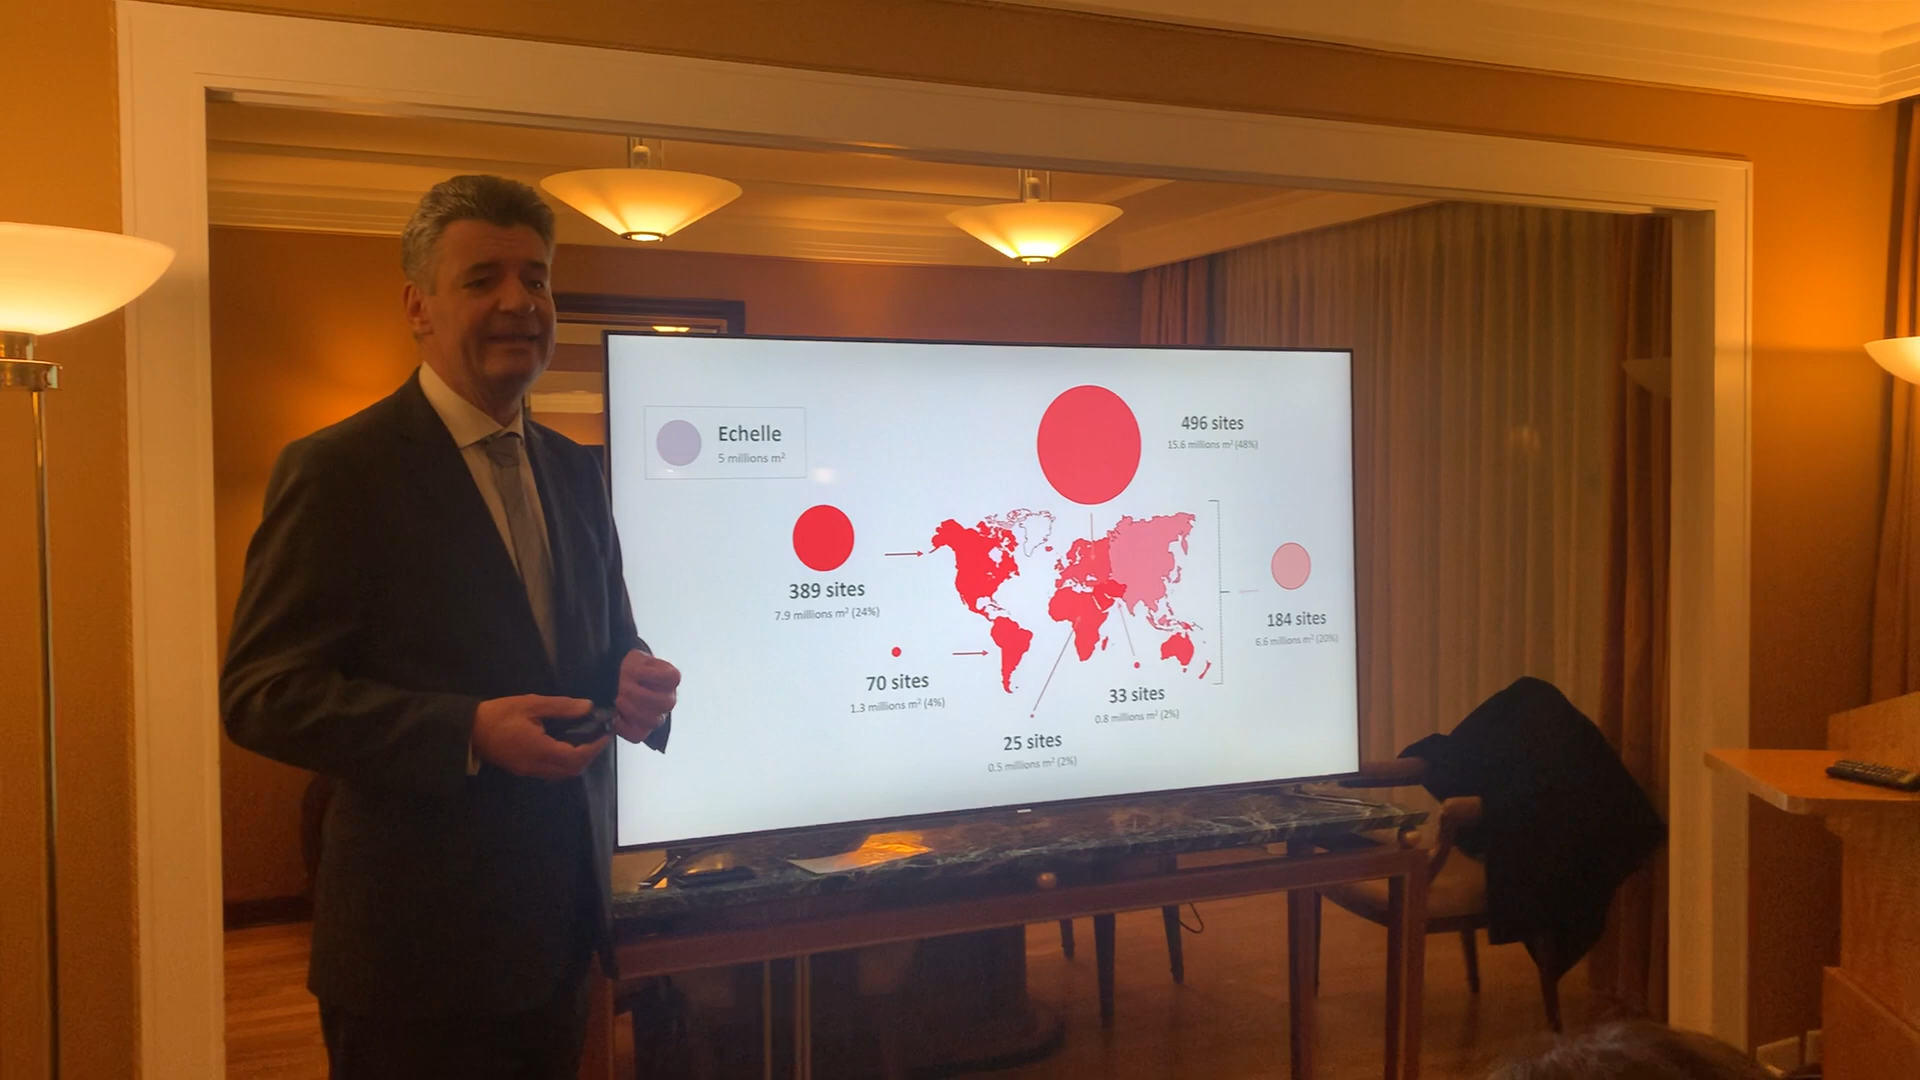 Echelle
5 millions m²
496 sites
15.6 millions m² (48%)
389 sites
7.9 millions m² (24%)
184 sites
6.6 millions m² (20%)
70 sites
1.3 millions m² (4%)
33 sites
0.8 millions m² (2%)
25 sites
0.5 millions m² (2%)